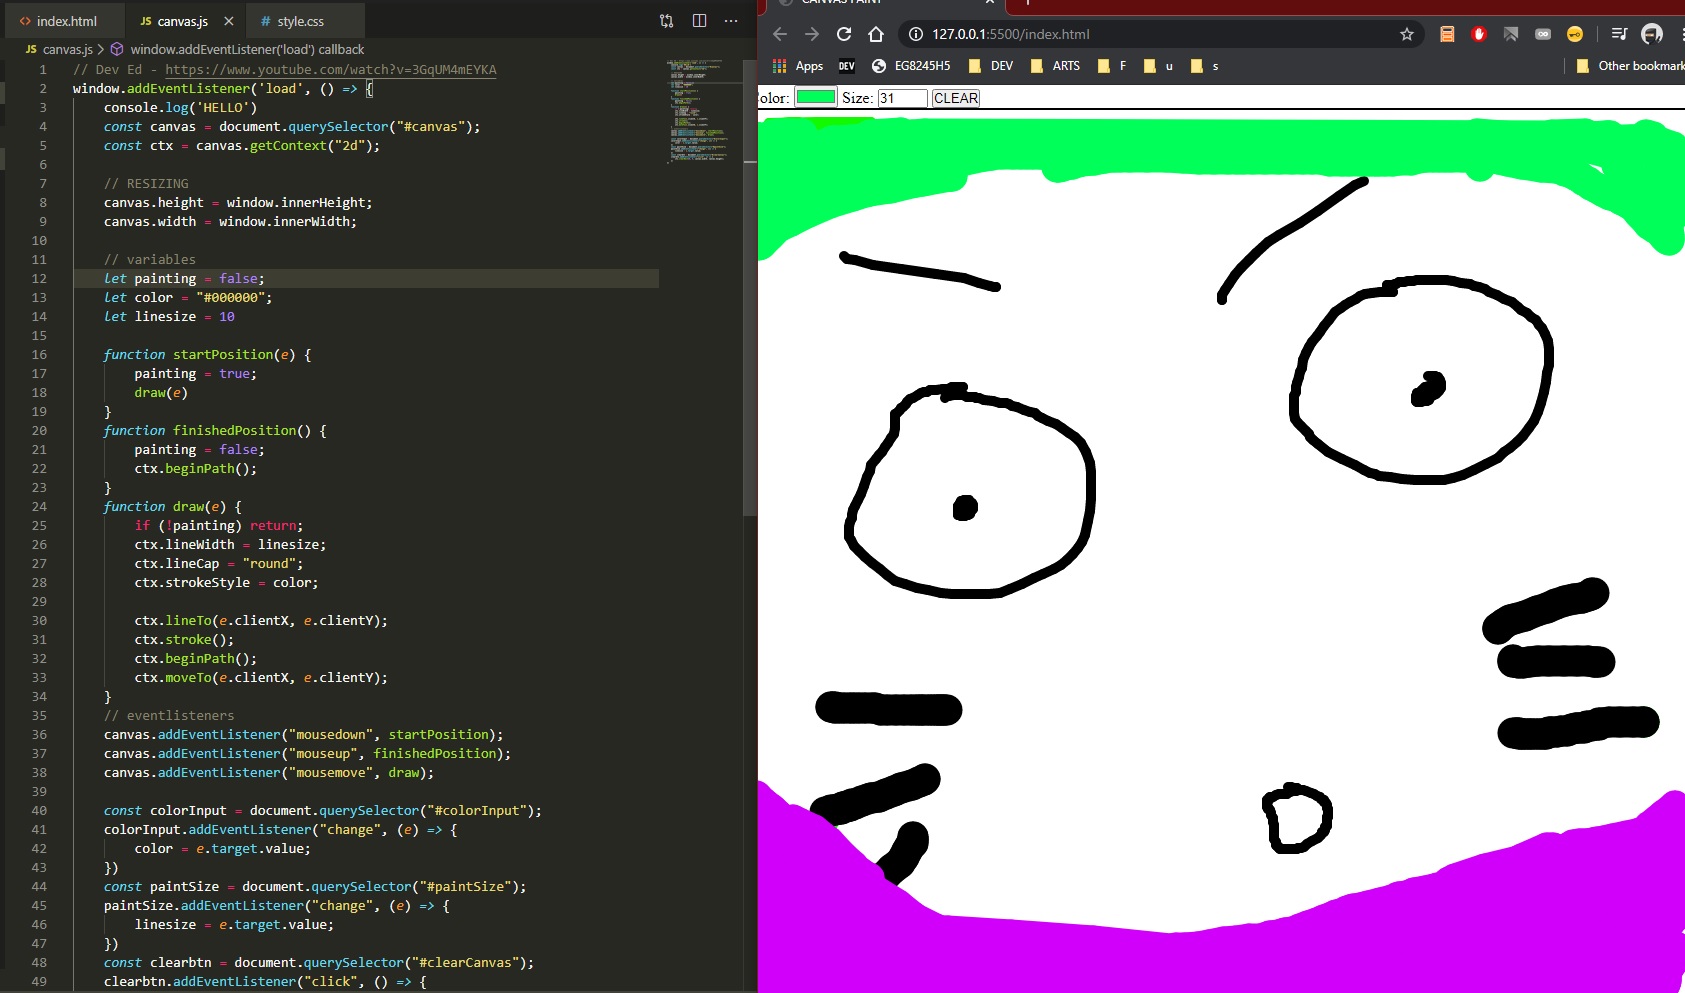 index.html
JS canvas.js
# style.css
JS canvas.js > window.addEventListener('load') callback
1 // Dev Ed - https://www.youtube.com/watch?v=3GqUM4mEYKA
2 window.addEventListener('load', () => {
3 console.log('HELLO')
4 const canvas = document.querySelector("#canvas");
5 const ctx = canvas.getContext("2d");
6
7 // RESIZING
8 canvas.height = window.innerHeight;
9 canvas.width = window.innerWidth;
10
11 // variables
12 let painting = false;
13 let color = "#000000";
14 let linesize = 10
15
16 function startPosition(e) {
17 painting = true;
18 draw(e)
19 }
20 function finishedPosition() {
21 painting = false;
22 ctx.beginPath();
23 }
24 function draw(e) {
25 if (!painting) return;
26 ctx.lineWidth = linesize;
27 ctx.lineCap = "round";
28 ctx.strokeStyle = color;
29
30 ctx.lineTo(e.clientX, e.clientY);
31 ctx.stroke();
32 ctx.beginPath();
33 ctx.moveTo(e.clientX, e.clientY);
34 }
35 // eventlisteners
36 canvas.addEventListener("mousedown", startPosition);
37 canvas.addEventListener("mouseup", finishedPosition);
38 canvas.addEventListener("mousemove", draw);
39
40 const colorInput = document.querySelector("#colorInput");
41 colorInput.addEventListener("change", (e) => {
42 color = e.target.value;
43 })
44 const paintSize = document.querySelector("#paintSize");
45 paintSize.addEventListener("change", (e) => {
46 linesize = e.target.value;
47 })
48 const clearbtn = document.querySelector("#clearCanvas");
49 clearbtn.addEventListener("click", () => {
CANVAS PAINT
127.0.0.1:5500/index.html
Apps DEV EG8245H5 DEV ARTS F u s Other bookmark
olor: Size: 31 CLEAR